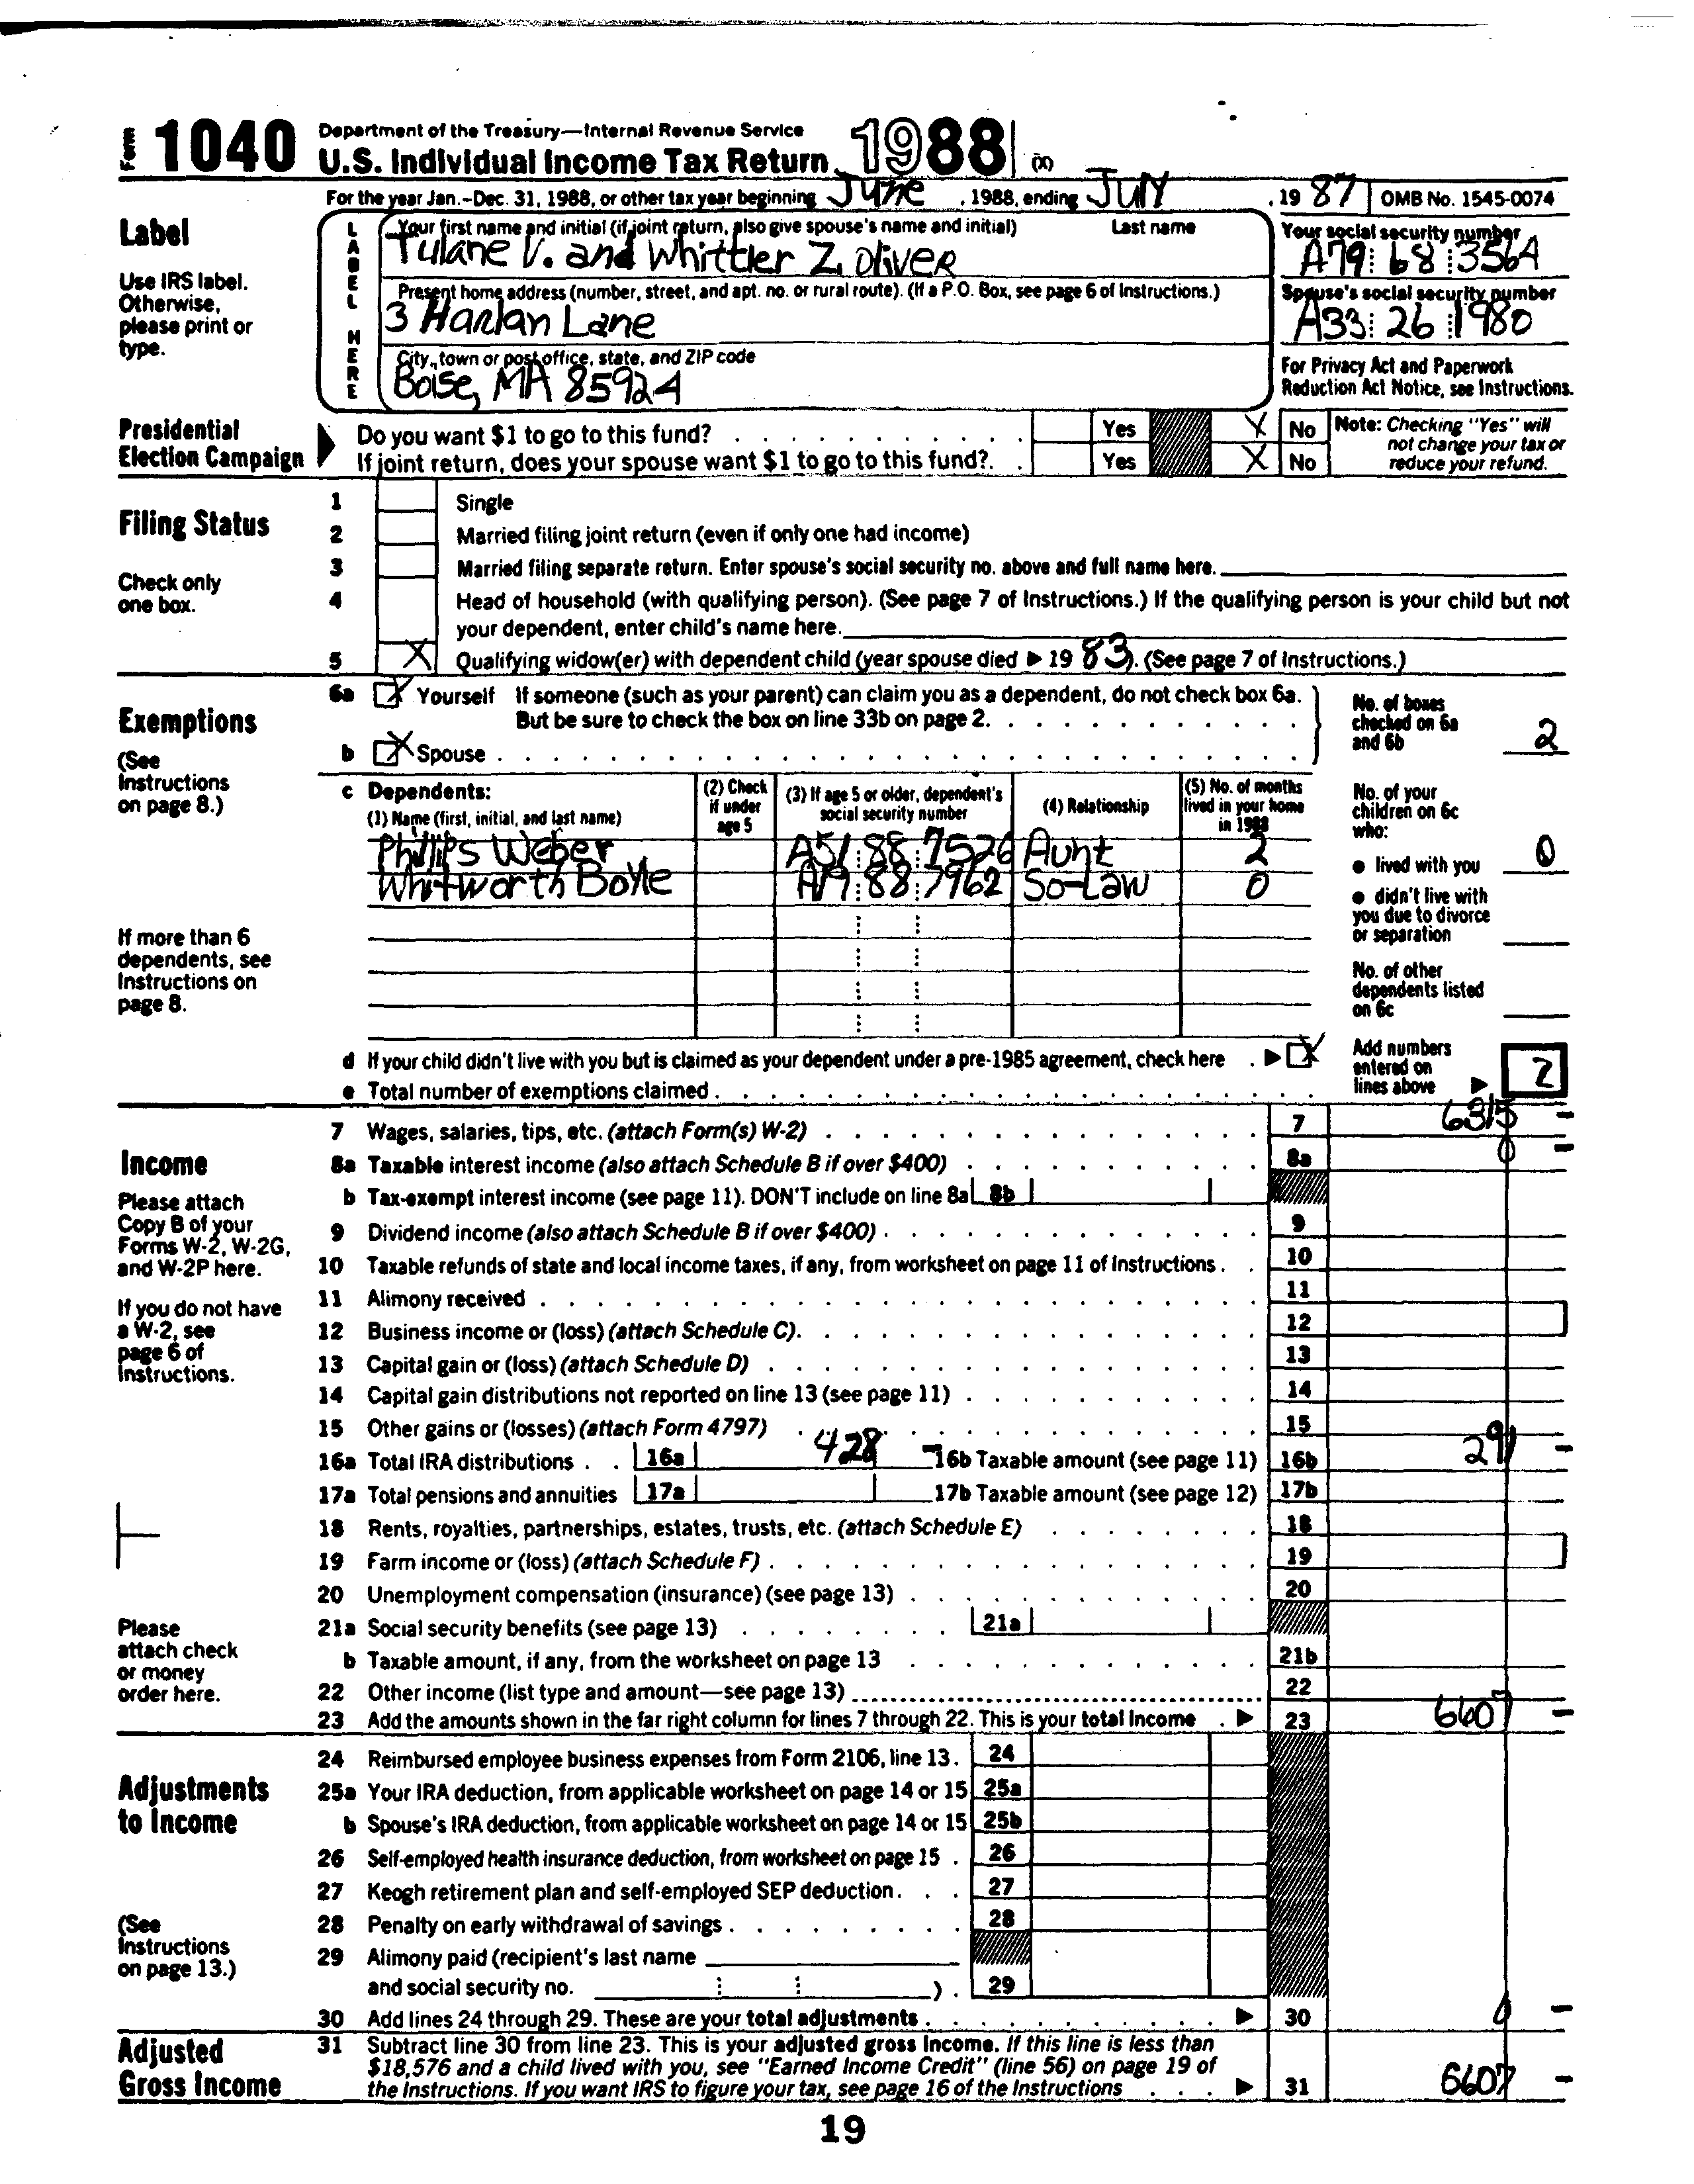 Form 1040 Department of the Treasury—Internal Revenue Service
U.S. Individual Income Tax Return 1988 (X)
For the year Jan.-Dec. 31, 1988, or other tax year beginning June , 1988, ending July , 19 87 OMB No. 1545-0074
Label
Use IRS label.
Otherwise,
please print or
type.
LABEL HERE
Your first name and initial (if joint return, also give spouse's name and initial) Last name
Tulane V. and Whittler Z. Oliver
Your social security number
A79 68 3564
Present home address (number, street, and apt. no. or rural route). (If a P.O. Box, see page 6 of Instructions.)
3 Harlan Lane
Spouse's social security number
A33 26 1980
City, town or post office, state, and ZIP code
Boise, MA 85924
For Privacy Act and Paperwork
Reduction Act Notice, see Instructions.
Presidential
Election Campaign
Do you want $1 to go to this fund? Yes X No
If joint return, does your spouse want $1 to go to this fund? Yes X No
Note: Checking "Yes" will
not change your tax or
reduce your refund.
Filing Status
Check only
one box.
1 Single
2 Married filing joint return (even if only one had income)
3 Married filing separate return. Enter spouse's social security no. above and full name here.
4 Head of household (with qualifying person). (See page 7 of Instructions.) If the qualifying person is your child but not
your dependent, enter child's name here.
5 X Qualifying widow(er) with dependent child (year spouse died ▶ 19 83). (See page 7 of Instructions.)
Exemptions
(See
Instructions
on page 8.)
6a X Yourself If someone (such as your parent) can claim you as a dependent, do not check box 6a.
But be sure to check the box on line 33b on page 2.
b X Spouse
No. of boxes
checked on 6a
and 6b 2
c Dependents:
(1) Name (first, initial, and last name)
(2) Check
if under
age 5
(3) If age 5 or older, dependent's
social security number
(4) Relationship
(5) No. of months
lived in your home
in 1988
Phillips Weber A51 88 7526 Aunt 2
Whitworth Boyle A19 88 7962 So-Law 0
No. of your
children on 6c
who:
• lived with you 0
• didn't live with
you due to divorce
or separation
No. of other
dependents listed
on 6c
If more than 6
dependents, see
Instructions on
page 8.
d If your child didn't live with you but is claimed as your dependent under a pre-1985 agreement, check here ▶ X
e Total number of exemptions claimed
Add numbers
entered on
lines above ▶ 2
Income
Please attach
Copy B of your
Forms W-2, W-2G,
and W-2P here.
If you do not have
a W-2, see
page 6 of
Instructions.
7 Wages, salaries, tips, etc. (attach Form(s) W-2) 7 6315 -
8a Taxable interest income (also attach Schedule B if over $400) 8a 0 -
b Tax-exempt interest income (see page 11). DON'T include on line 8a 8b
9 Dividend income (also attach Schedule B if over $400) 9
10 Taxable refunds of state and local income taxes, if any, from worksheet on page 11 of Instructions 10
11 Alimony received 11
12 Business income or (loss) (attach Schedule C) 12
13 Capital gain or (loss) (attach Schedule D) 13
14 Capital gain distributions not reported on line 13 (see page 11) 14
15 Other gains or (losses) (attach Form 4797) 15
16a Total IRA distributions 16a 428 - 16b Taxable amount (see page 11) 16b 291 -
17a Total pensions and annuities 17a 17b Taxable amount (see page 12) 17b
18 Rents, royalties, partnerships, estates, trusts, etc. (attach Schedule E) 18
19 Farm income or (loss) (attach Schedule F) 19
20 Unemployment compensation (insurance) (see page 13) 20
21a Social security benefits (see page 13) 21a
b Taxable amount, if any, from the worksheet on page 13 21b
22 Other income (list type and amount—see page 13) 22
23 Add the amounts shown in the far right column for lines 7 through 22. This is your total income ▶ 23 6607 -
Please
attach check
or money
order here.
Adjustments
to Income
(See
Instructions
on page 13.)
24 Reimbursed employee business expenses from Form 2106, line 13. 24
25a Your IRA deduction, from applicable worksheet on page 14 or 15 25a
b Spouse's IRA deduction, from applicable worksheet on page 14 or 15 25b
26 Self-employed health insurance deduction, from worksheet on page 15 26
27 Keogh retirement plan and self-employed SEP deduction 27
28 Penalty on early withdrawal of savings 28
29 Alimony paid (recipient's last name
and social security no. ) 29
30 Add lines 24 through 29. These are your total adjustments ▶ 30 0 -
Adjusted
Gross Income
31 Subtract line 30 from line 23. This is your adjusted gross income. If this line is less than
$18,576 and a child lived with you, see "Earned Income Credit" (line 56) on page 19 of
the Instructions. If you want IRS to figure your tax, see page 16 of the Instructions ▶ 31 6607 -
19